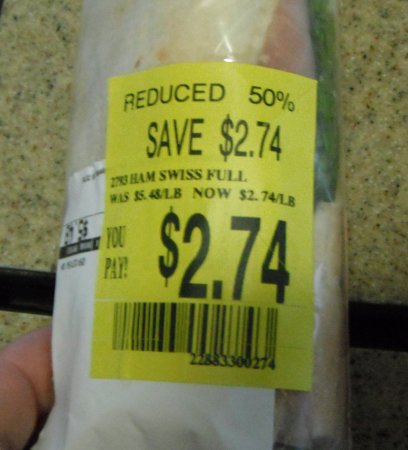 REDUCED 50%
SAVE $2.74
2793 HAM SWISS FULL
WAS $5.48/LB NOW $2.74/LB
YOU PAY! $2.74
22883300274